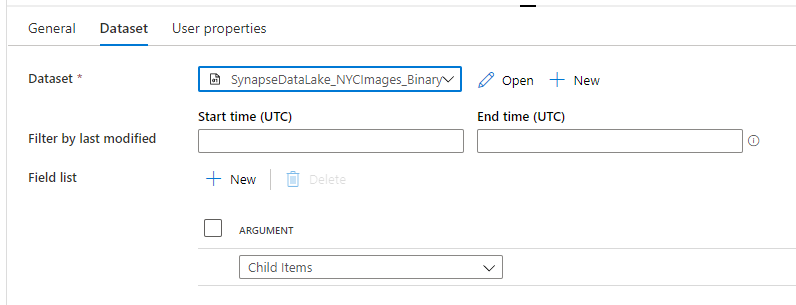 General Dataset User properties
Dataset * SynapseDataLake_NYCImages_Binary Open New
Start time (UTC) End time (UTC)
Filter by last modified
Field list New Delete
ARGUMENT
Child Items